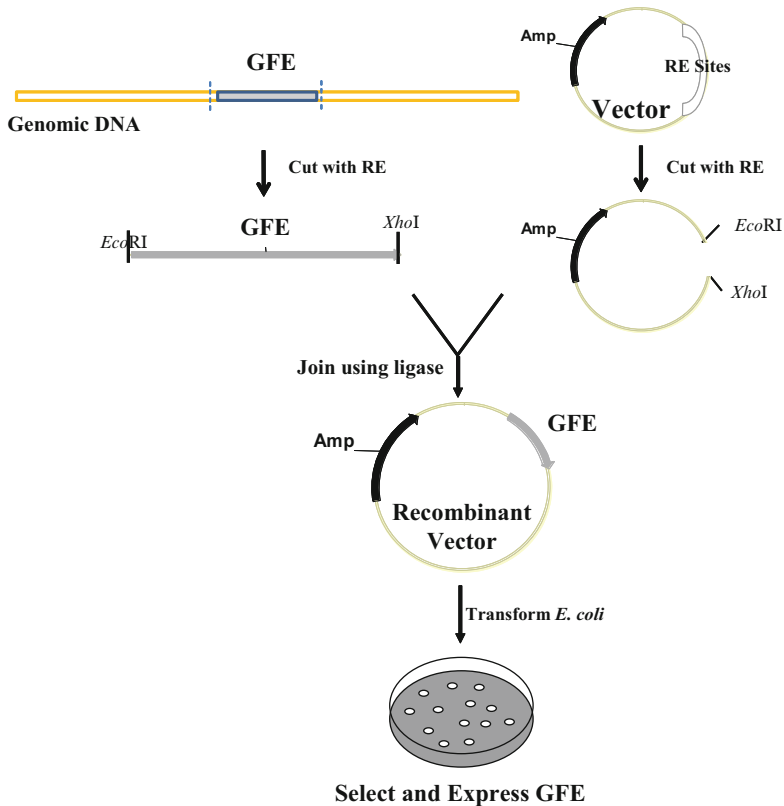 GFE
Genomic DNA
Amp
RE Sites
Vector
Cut with RE
Cut with RE
EcoRI
GFE
XhoI
Amp
EcoRI
XhoI
Join using ligase
Amp
GFE
Recombinant
Vector
Transform E. coli
Select and Express GFE